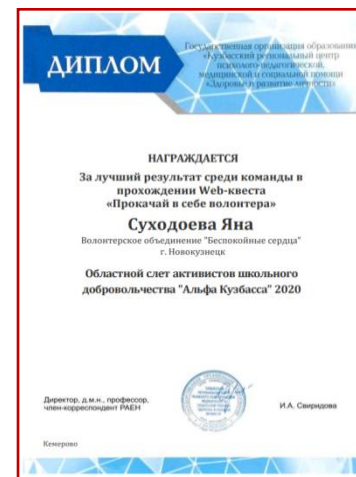 ДИПЛОМ
Государственная организация образования
«Кузбасский региональный центр
психолого-педагогической,
медицинской и социальной помощи
«Здоровье и развитие личности»
НАГРАЖДАЕТСЯ
За лучший результат среди команды в
прохождении Web-квеста
«Прокачай в себе волонтера»
Суходоева Яна
Волонтерское объединение "Беспокойные сердца"
г. Новокузнецк
Областной слет активистов школьного
добровольчества "Альфа Кузбасса" 2020
Директор, д.м.н., профессор,
член-корреспондент РАЕН
И.А. Свиридова
Кемерово